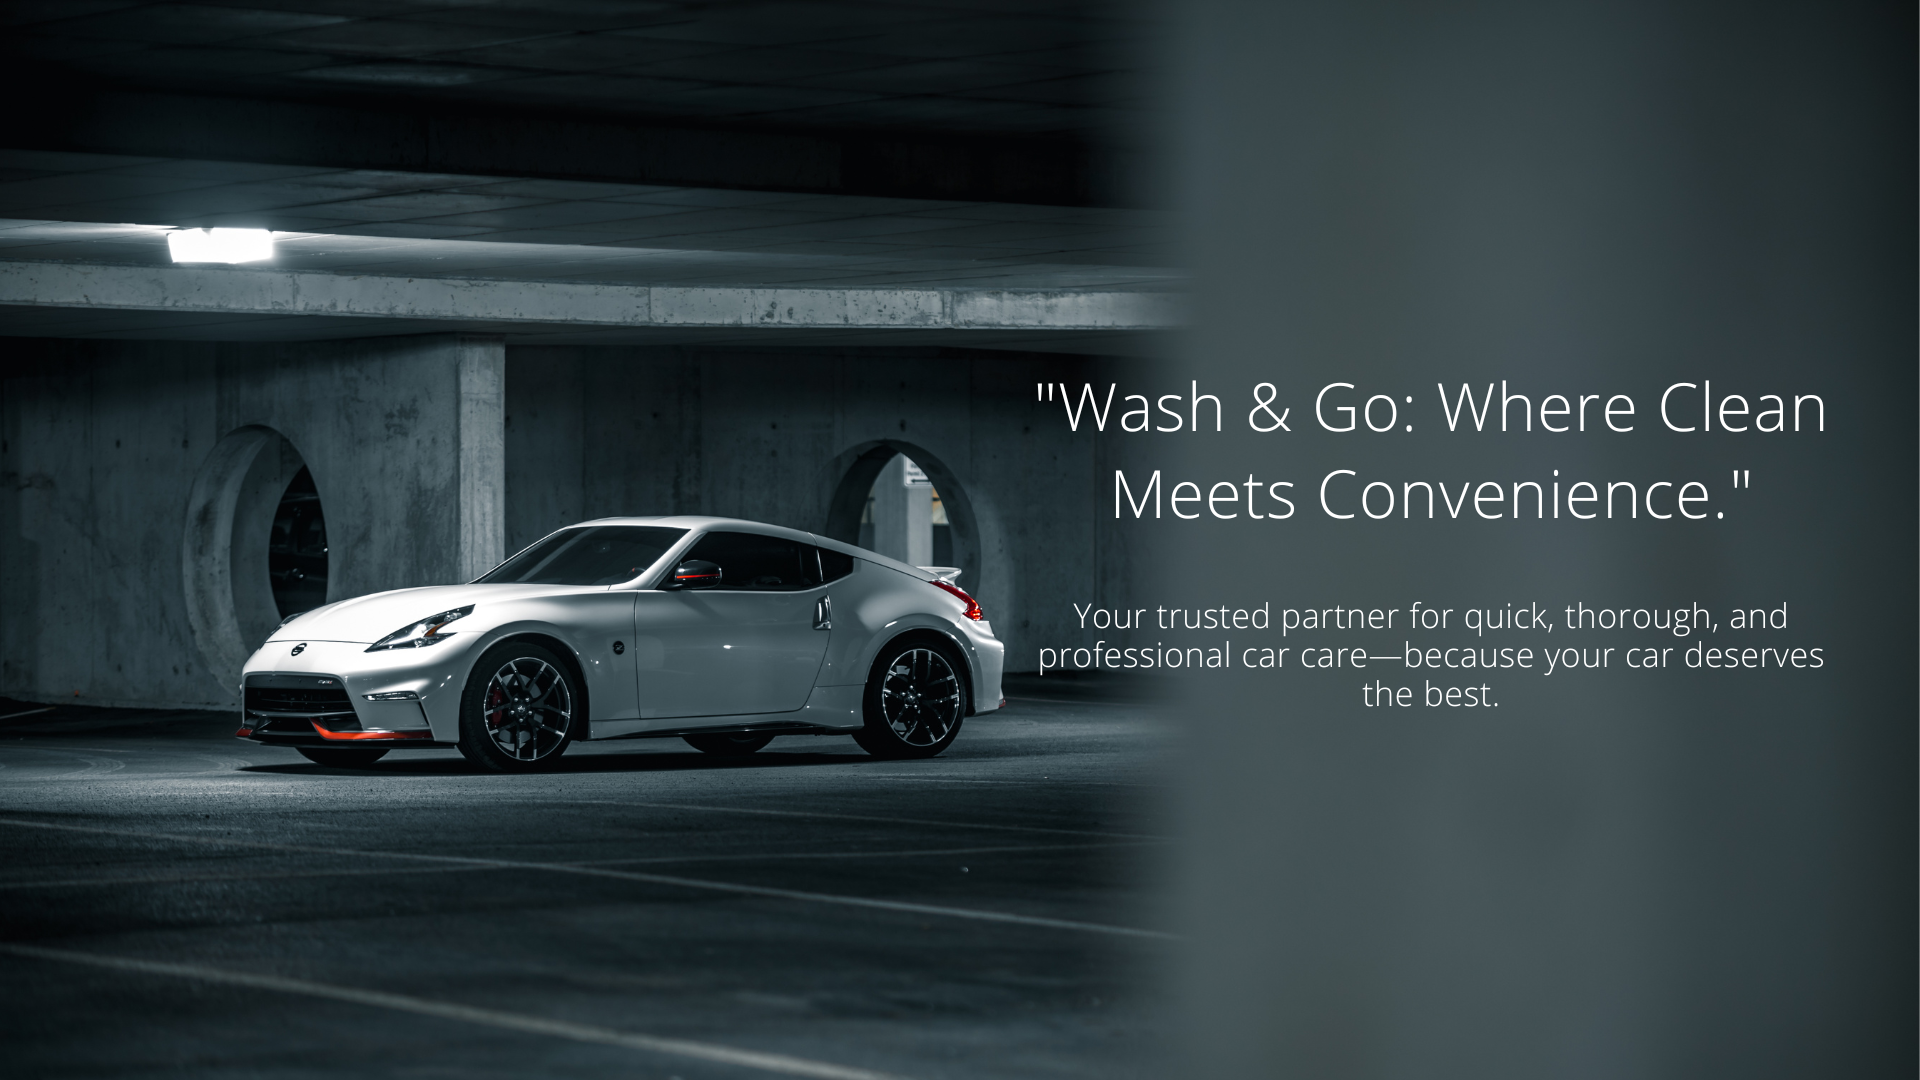 "Wash & Go: Where Clean
Meets Convenience."
Your trusted partner for quick, thorough, and
professional car care—because your car deserves
the best.